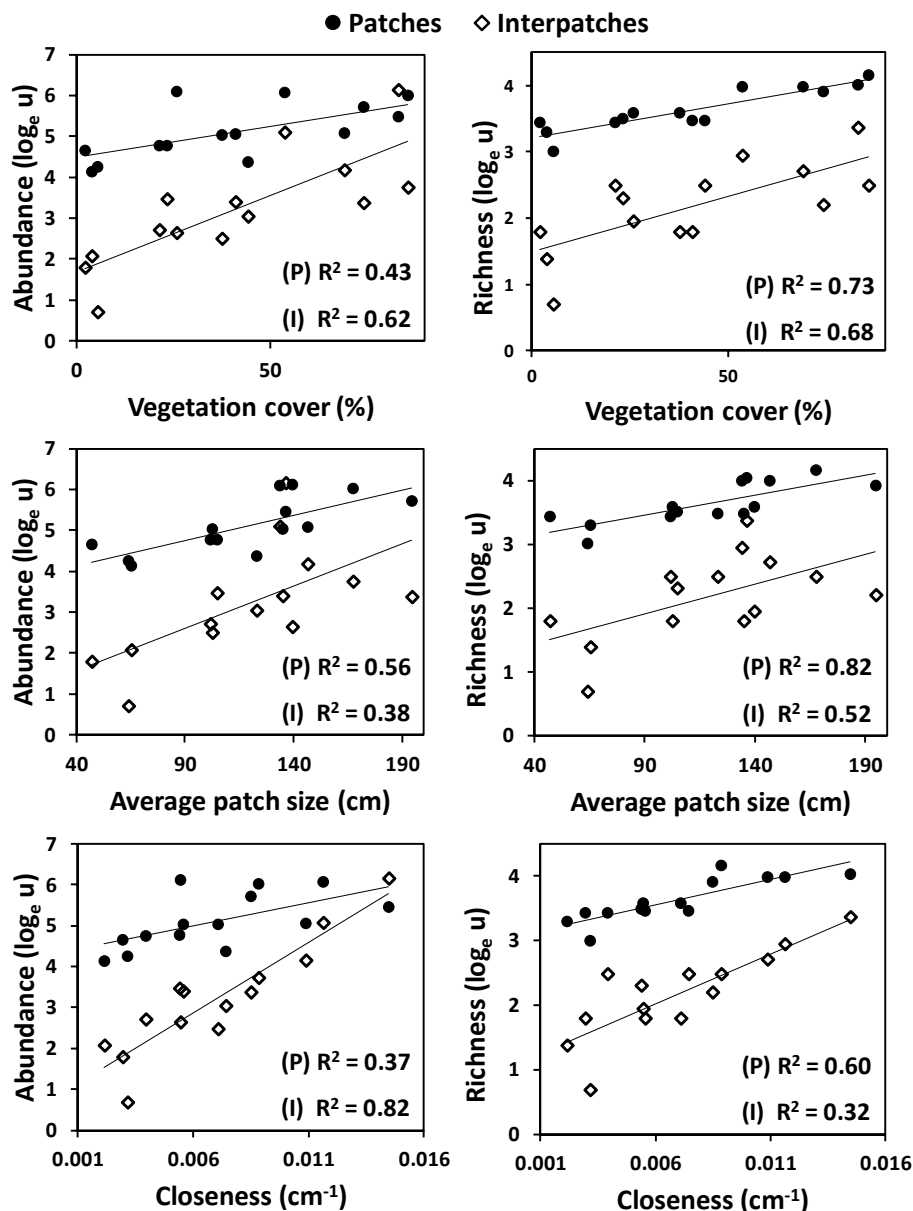 Patches Interpatches
Abundance (logₑ u)
7
6
5
4
3
2
1
0
(P) R² = 0.43
(I) R² = 0.62
0 50
Vegetation cover (%)
Richness (logₑ u)
4
3
2
1
0
(P) R² = 0.73
(I) R² = 0.68
0 50
Vegetation cover (%)
Abundance (logₑ u)
7
6
5
4
3
2
1
0
(P) R² = 0.56
(I) R² = 0.38
40 90 140 190
Average patch size (cm)
Richness (logₑ u)
4
3
2
1
0
(P) R² = 0.82
(I) R² = 0.52
40 90 140 190
Average patch size (cm)
Abundance (logₑ u)
7
6
5
4
3
2
1
0
(P) R² = 0.37
(I) R² = 0.82
0.001 0.006 0.011 0.016
Closeness (cm⁻¹)
Richness (logₑ u)
4
3
2
1
0
(P) R² = 0.60
(I) R² = 0.32
0.001 0.006 0.011 0.016
Closeness (cm⁻¹)